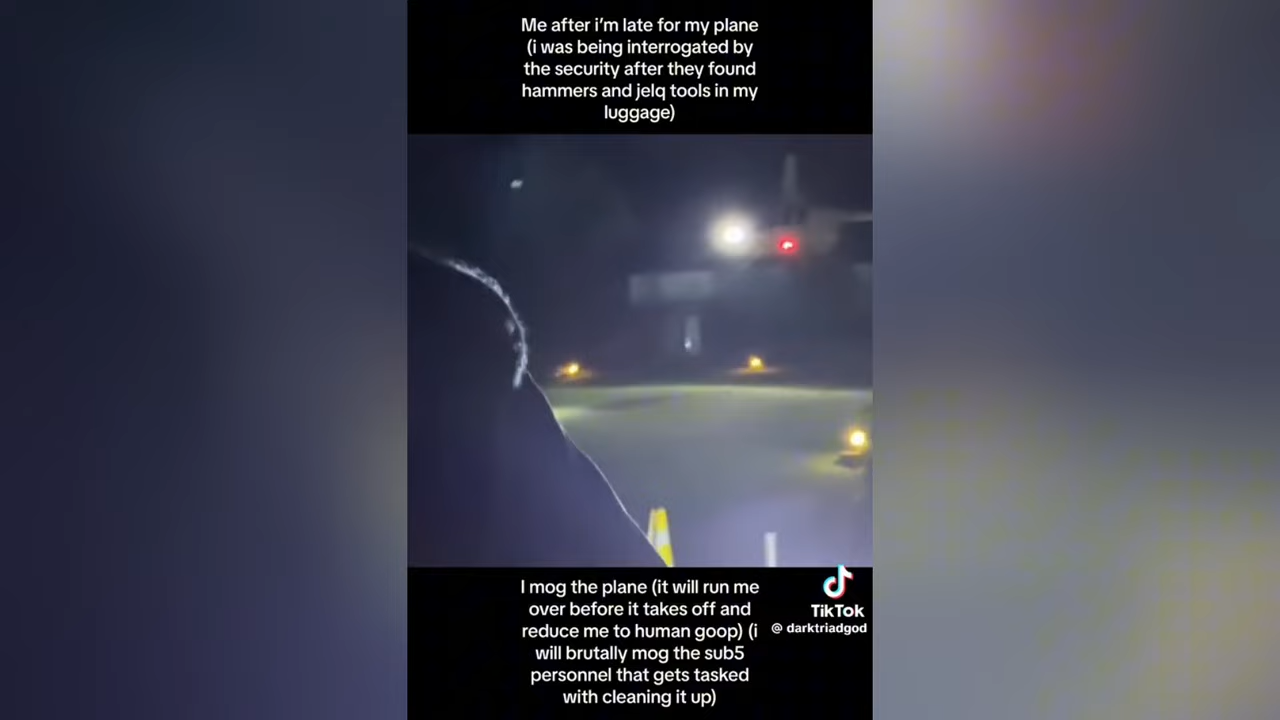 Me after i'm late for my plane
(i was being interrogated by
the security after they found
hammers and jelq tools in my
luggage)
I mog the plane (it will run me
over before it takes off and
reduce me to human goop) (i
will brutally mog the sub5
personnel that gets tasked
with cleaning it up)
TikTok
@ darktriadgod